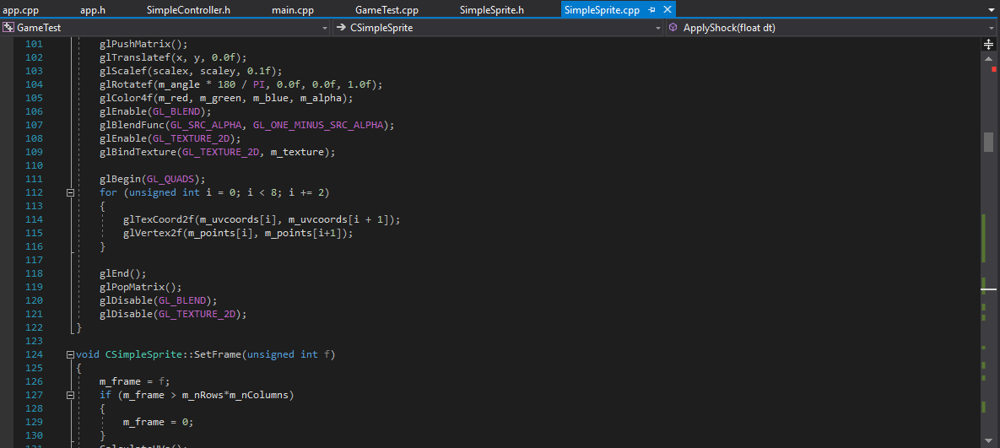 app.cpp app.h SimpleController.h main.cpp GameTest.cpp SimpleSprite.h SimpleSprite.cpp
GameTest CSimpleSprite ApplyShock(float dt)
101 glPushMatrix();
102 glTranslatef(x, y, 0.0f);
103 glScalef(scalex, scaley, 0.1f);
104 glRotatef(m_angle * 180 / PI, 0.0f, 0.0f, 1.0f);
105 glColor4f(m_red, m_green, m_blue, m_alpha);
106 glEnable(GL_BLEND);
107 glBlendFunc(GL_SRC_ALPHA, GL_ONE_MINUS_SRC_ALPHA);
108 glEnable(GL_TEXTURE_2D);
109 glBindTexture(GL_TEXTURE_2D, m_texture);
110
111 glBegin(GL_QUADS);
112 for (unsigned int i = 0; i < 8; i += 2)
113 {
114 glTexCoord2f(m_uvcoords[i], m_uvcoords[i + 1]);
115 glVertex2f(m_points[i], m_points[i+1]);
116 }
117
118 glEnd();
119 glPopMatrix();
120 glDisable(GL_BLEND);
121 glDisable(GL_TEXTURE_2D);
122 }
123
124 void CSimpleSprite::SetFrame(unsigned int f)
125 {
126 m_frame = f;
127 if (m_frame > m_nRows*m_nColumns)
128 {
129 m_frame = 0;
130 }
131 CalculateUVs();